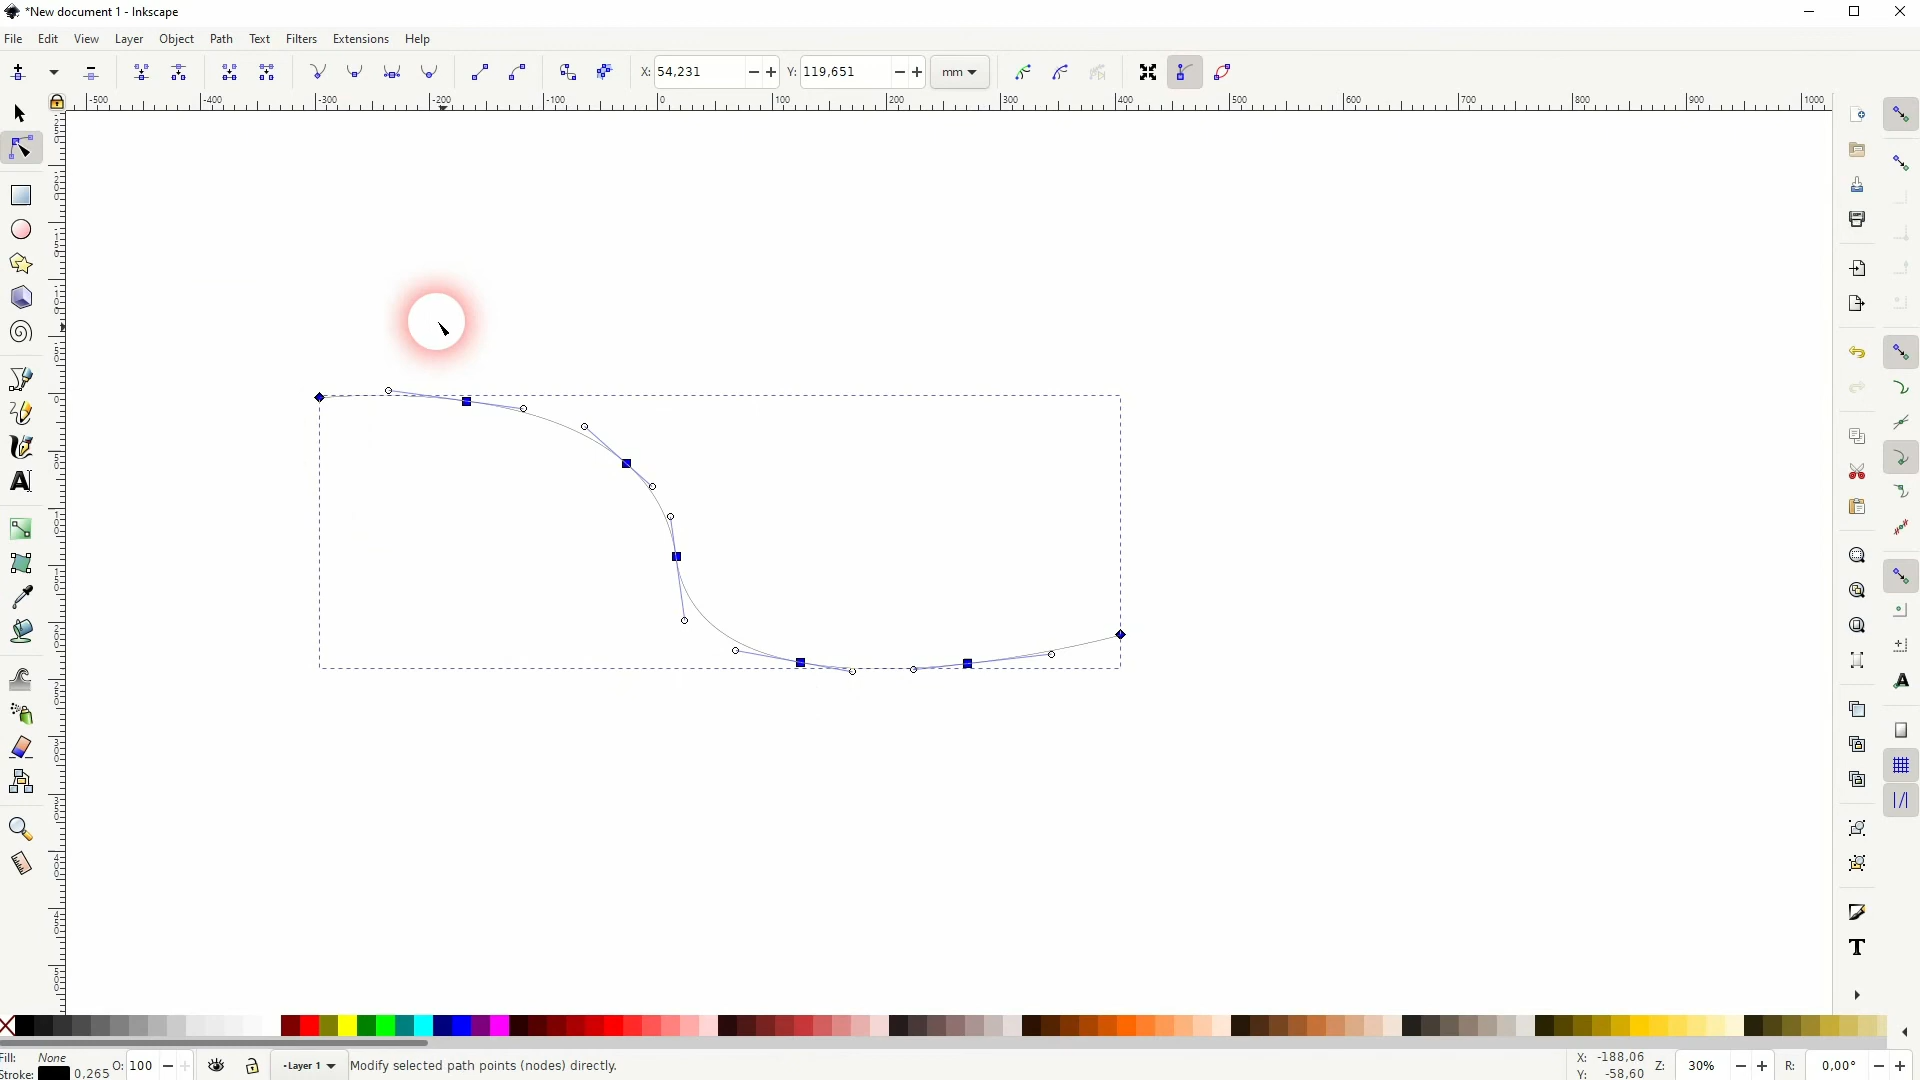 *New document 1 - Inkscape
File Edit View Layer Object Path Text Filters Extensions Help
X: 54,231 Y: 119,651 mm
-500 -400 -300 -200 -100 0 100 200 300 400 500 600 700 800 900 1000
Fill: None O: 100 -Layer 1 Modify selected path points (nodes) directly. X: -188,06 Z: 30% R: 0,00°
Stroke: 0,265 Y: -58,60